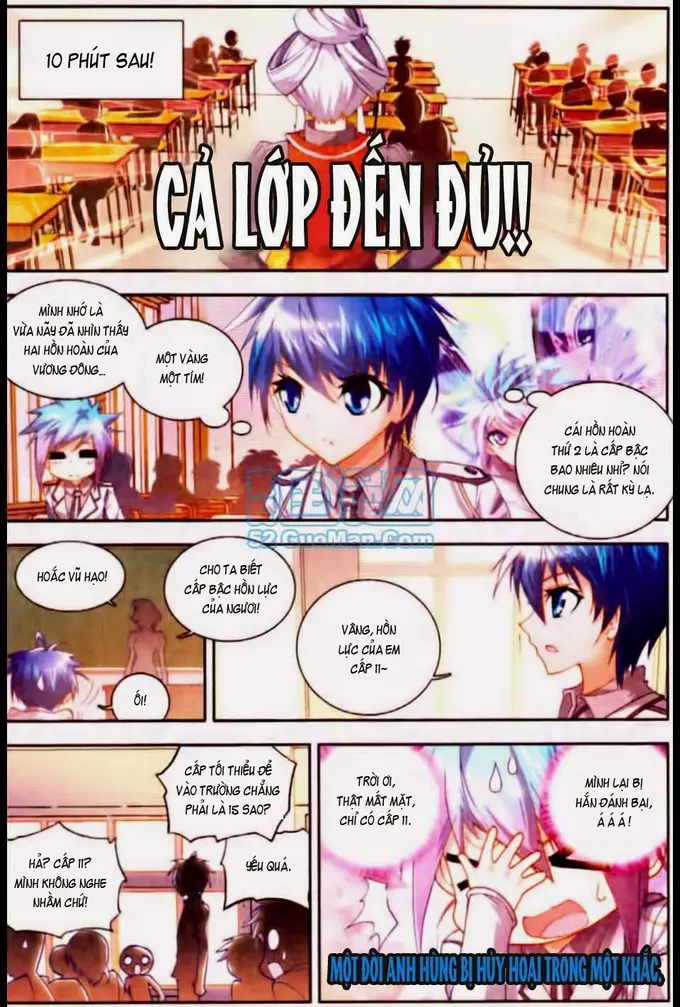 10 PHÚT SAU!
CẢ LỚP ĐẾN ĐỦ!!
MÌNH NHỚ LÀ
VỪA NÃY ĐÃ NHÌN THẤY
HAI HỒN HOÀN CỦA
VƯƠNG ĐÔNG...
MỘT VÀNG
MỘT TÍM!
CÁI HỒN HOÀN
THỨ 2 LÀ CẤP BẬC
BAO NHIÊU NHỈ? NÓI
CHUNG LÀ RẤT KỲ LẠ.
52.GuoMan.Com
HOẮC VŨ HẠO!
CHO TA BIẾT
CẤP BẬC HỒN LỰC
CỦA NGƯƠI!
ỐI!
VÂNG, HỒN
LỰC CỦA EM
CẤP 11~
CẤP TỐI THIỂU ĐỂ
VÀO TRƯỜNG CHẲNG
PHẢI LÀ 15 SAO?
HẢ? CẤP 11?
MÌNH KHÔNG NGHE
NHẦM CHỨ!
YẾU QUÁ.
TRỜI ƠI,
THẬT MẤT MẶT,
CHỈ CÓ CẤP 11.
MÌNH LẠI BỊ
HẮN ĐÁNH BẠI,
Á Á Á!
MỘT ĐỜI ANH HÙNG BỊ HỦY HOẠI TRONG MỘT KHẮC.